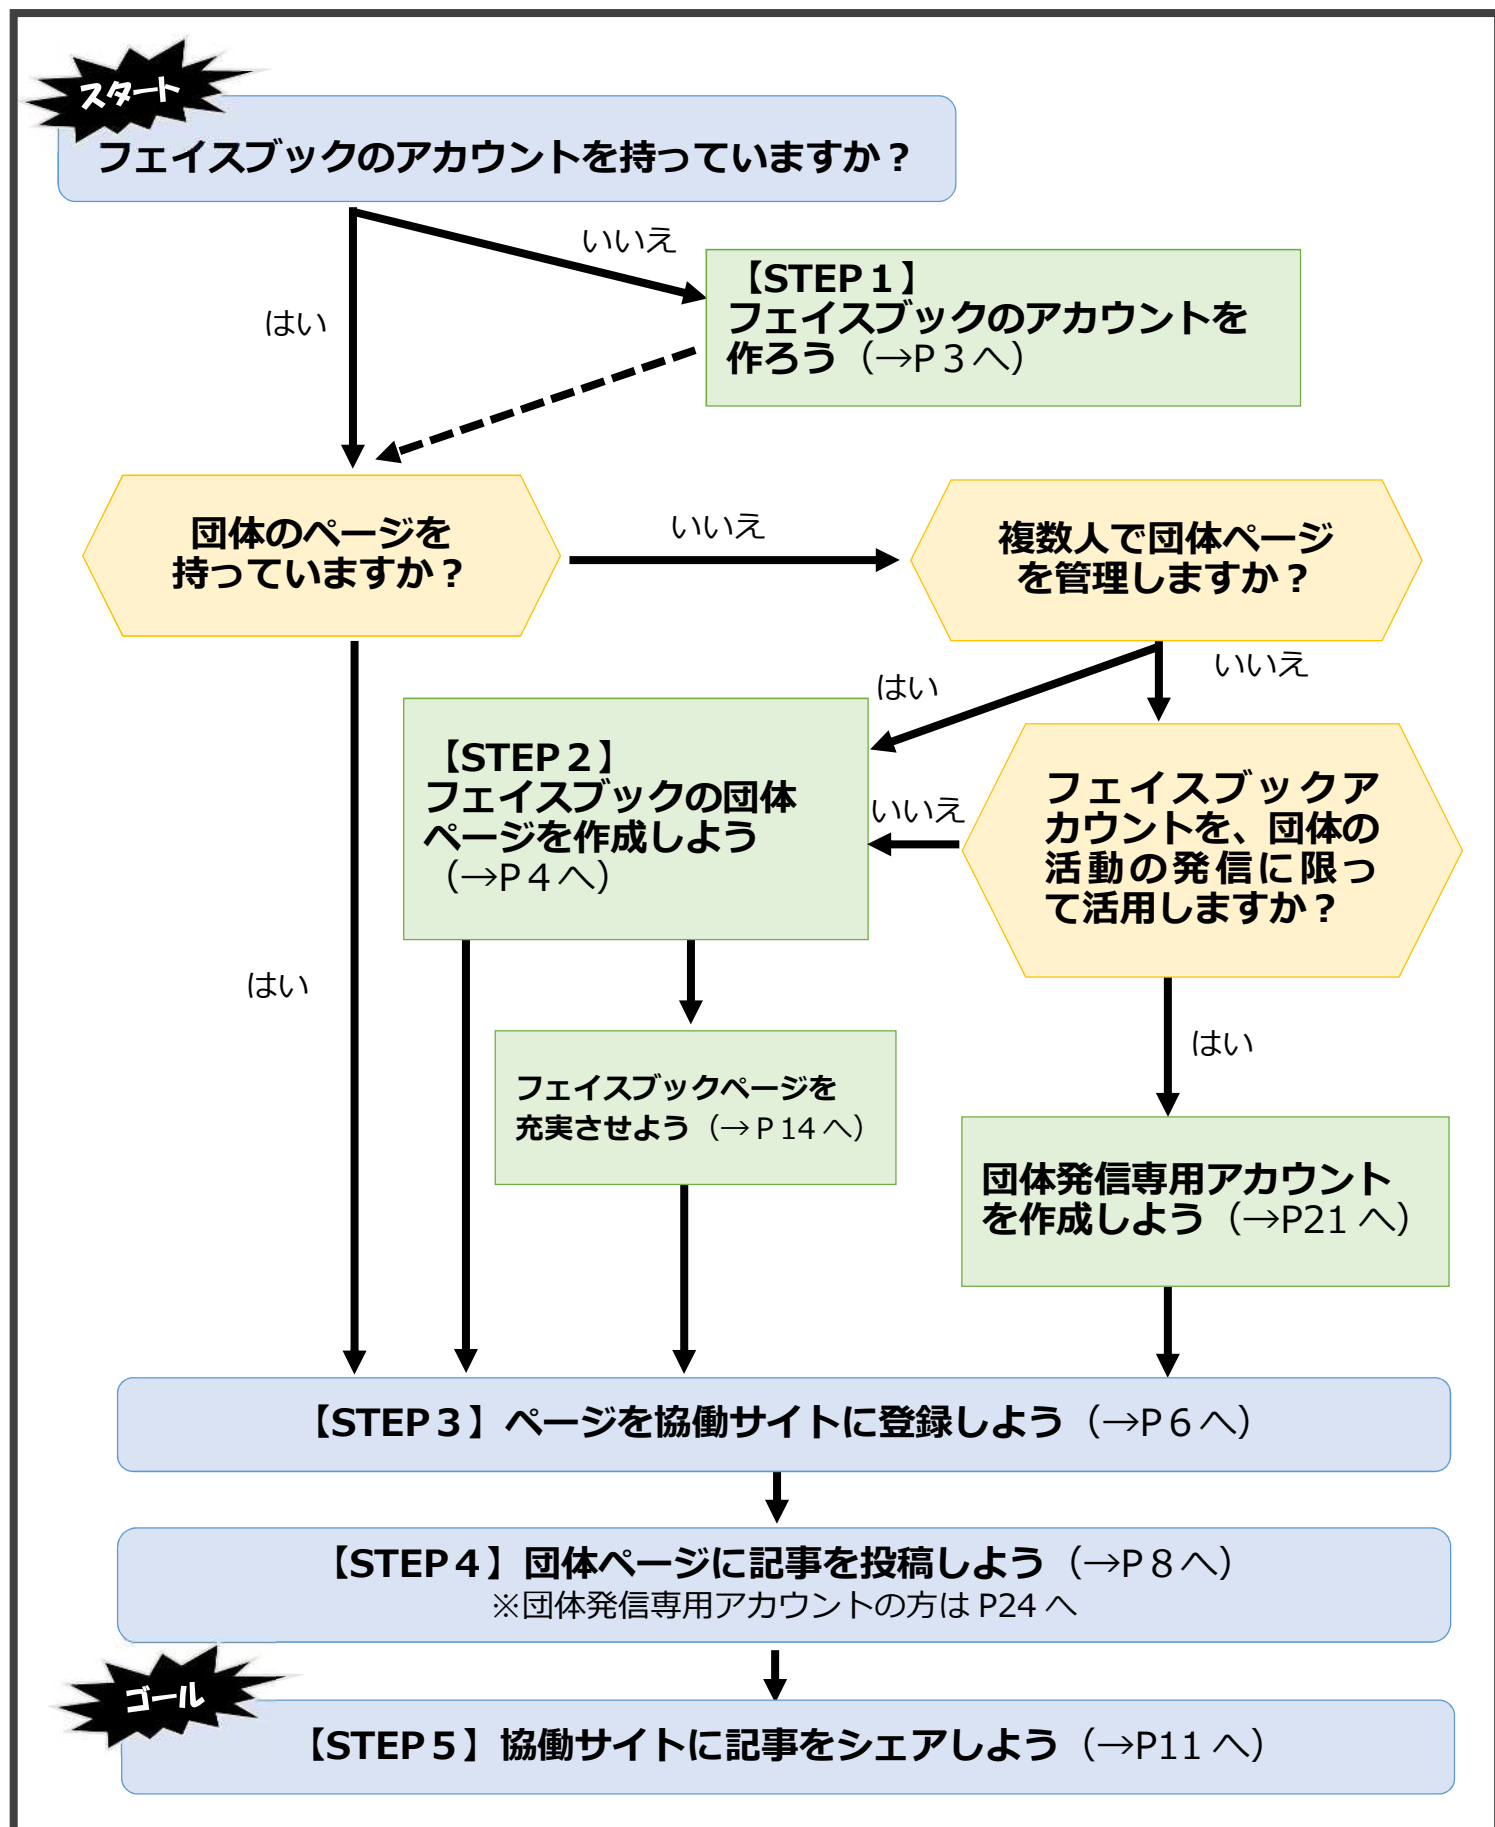 スタート
フェイスブックのアカウントを持っていますか？
いいえ
はい
【STEP１】
フェイスブックのアカウントを
作ろう（→P３へ）
団体のページを
持っていますか？
いいえ
複数人で団体ページ
を管理しますか？
はい
いいえ
【STEP２】
フェイスブックの団体
ページを作成しよう
（→P４へ）
いいえ
フェイスブックア
カウントを、団体の
活動の発信に限っ
て活用しますか？
はい
はい
フェイスブックページを
充実させよう（→P14へ）
団体発信専用アカウント
を作成しよう（→P21へ）
【STEP３】ページを協働サイトに登録しよう（→P６へ）
【STEP４】団体ページに記事を投稿しよう（→P８へ）
※団体発信専用アカウントの方はP24へ
ゴール
【STEP５】協働サイトに記事をシェアしよう（→P11へ）